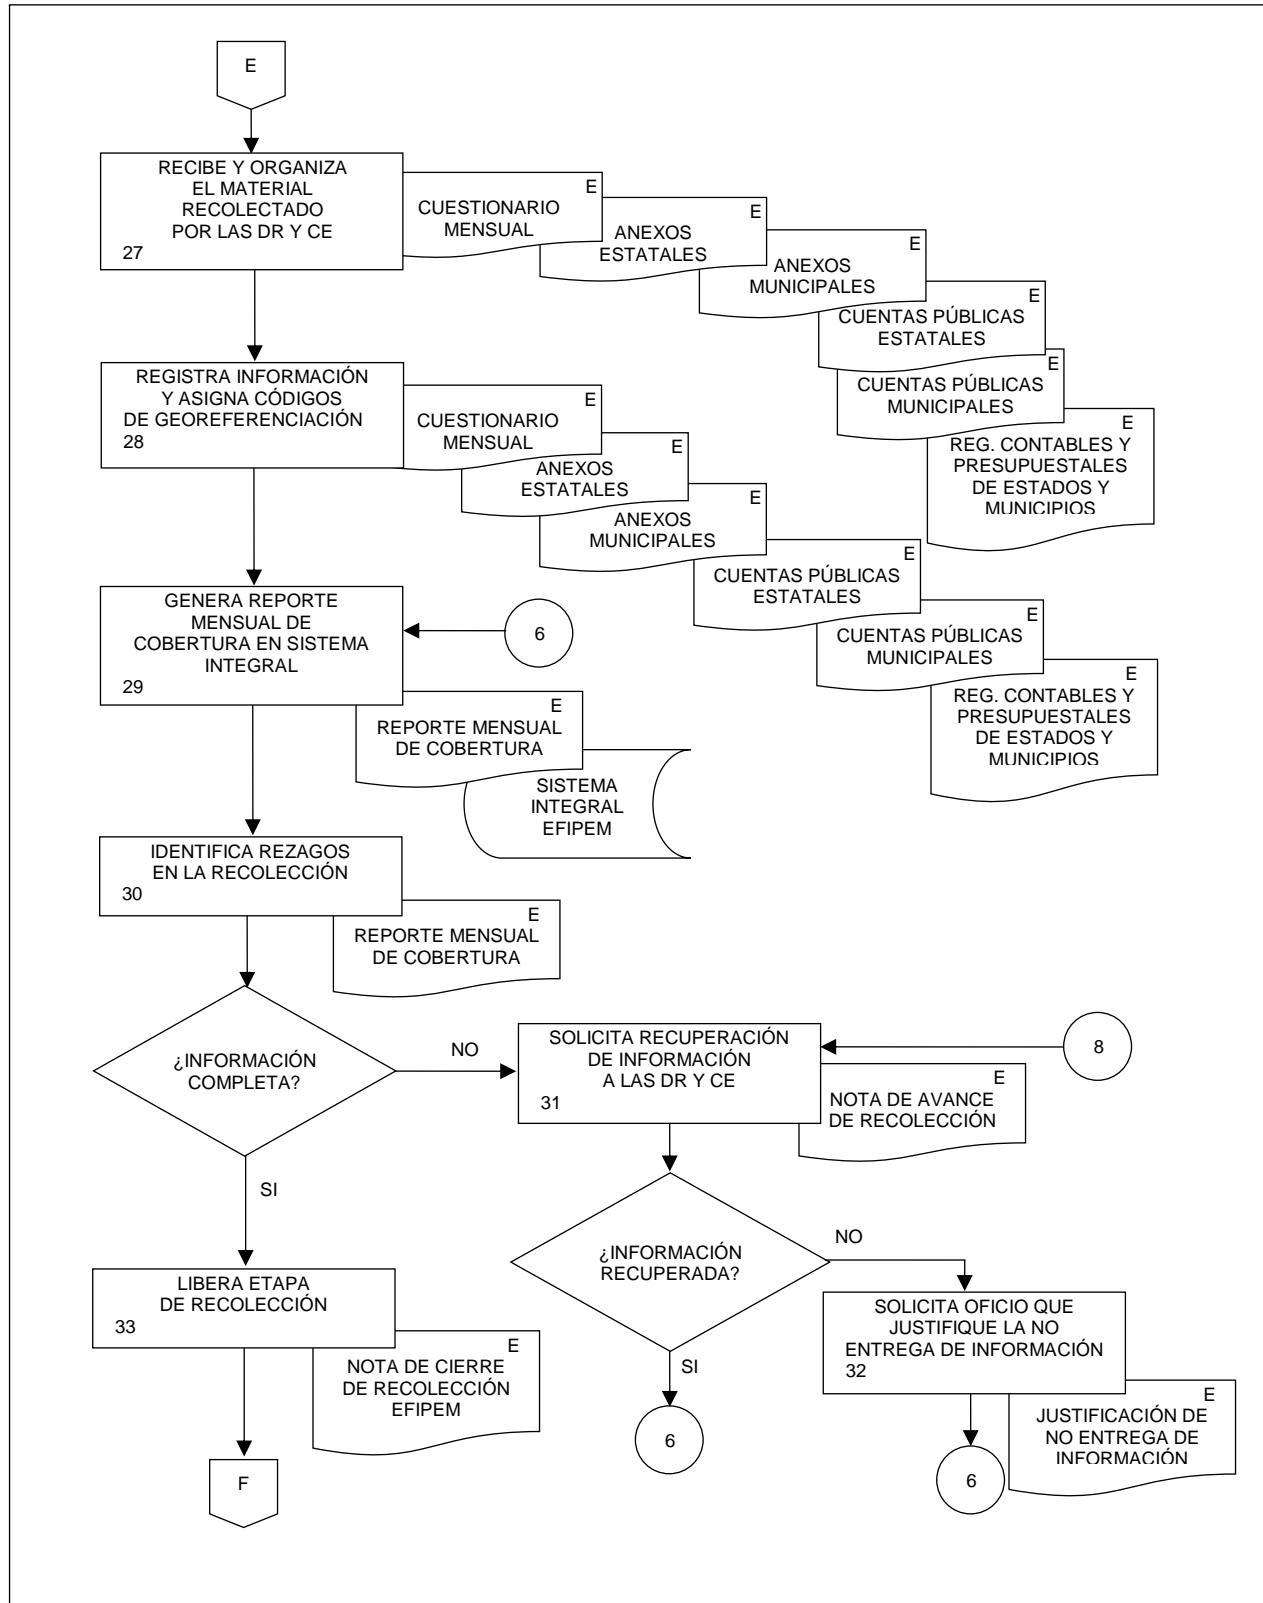 E
RECIBE Y ORGANIZA
EL MATERIAL
RECOLECTADO
POR LAS DR Y CE
27
E
CUESTIONARIO
MENSUAL
E
ANEXOS
ESTATALES
E
ANEXOS
MUNICIPALES
E
CUENTAS PÚBLICAS
ESTATALES
E
CUENTAS PÚBLICAS
MUNICIPALES
E
REG. CONTABLES Y
PRESUPUESTALES
DE ESTADOS Y
MUNICIPIOS
REGISTRA INFORMACIÓN
Y ASIGNA CÓDIGOS
DE GEOREFERENCIACIÓN
28
E
CUESTIONARIO
MENSUAL
E
ANEXOS
ESTATALES
E
ANEXOS
MUNICIPALES
E
CUENTAS PÚBLICAS
ESTATALES
E
CUENTAS PÚBLICAS
MUNICIPALES
E
REG. CONTABLES Y
PRESUPUESTALES
DE ESTADOS Y
MUNICIPIOS
GENERA REPORTE
MENSUAL DE
COBERTURA EN SISTEMA
INTEGRAL
29
6
E
REPORTE MENSUAL
DE COBERTURA
SISTEMA
INTEGRAL
EFIPEM
IDENTIFICA REZAGOS
EN LA RECOLECCIÓN
30
E
REPORTE MENSUAL
DE COBERTURA
¿INFORMACIÓN
COMPLETA?
NO
SOLICITA RECUPERACIÓN
DE INFORMACIÓN
A LAS DR Y CE
31
8
E
NOTA DE AVANCE
DE RECOLECCIÓN
SI
¿INFORMACIÓN
RECUPERADA?
NO
LIBERA ETAPA
DE RECOLECCIÓN
33
E
NOTA DE CIERRE
DE RECOLECCIÓN
EFIPEM
SI
6
SOLICITA OFICIO QUE
JUSTIFIQUE LA NO
ENTREGA DE INFORMACIÓN
32
E
JUSTIFICACIÓN DE
NO ENTREGA DE
INFORMACIÓN
6
F